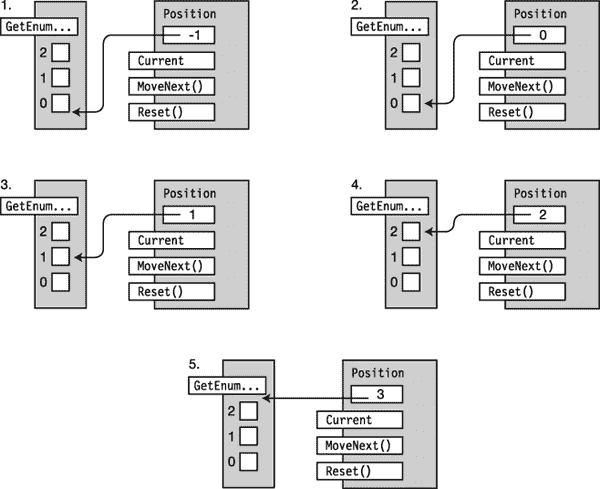 1.
Position
GetEnum...
-1
2
Current
1
MoveNext()
0
Reset()
2.
Position
GetEnum...
0
2
Current
1
MoveNext()
0
Reset()
3.
Position
GetEnum...
1
2
Current
1
MoveNext()
0
Reset()
4.
Position
GetEnum...
2
2
Current
1
MoveNext()
0
Reset()
5.
Position
GetEnum...
3
2
Current
1
MoveNext()
0
Reset()